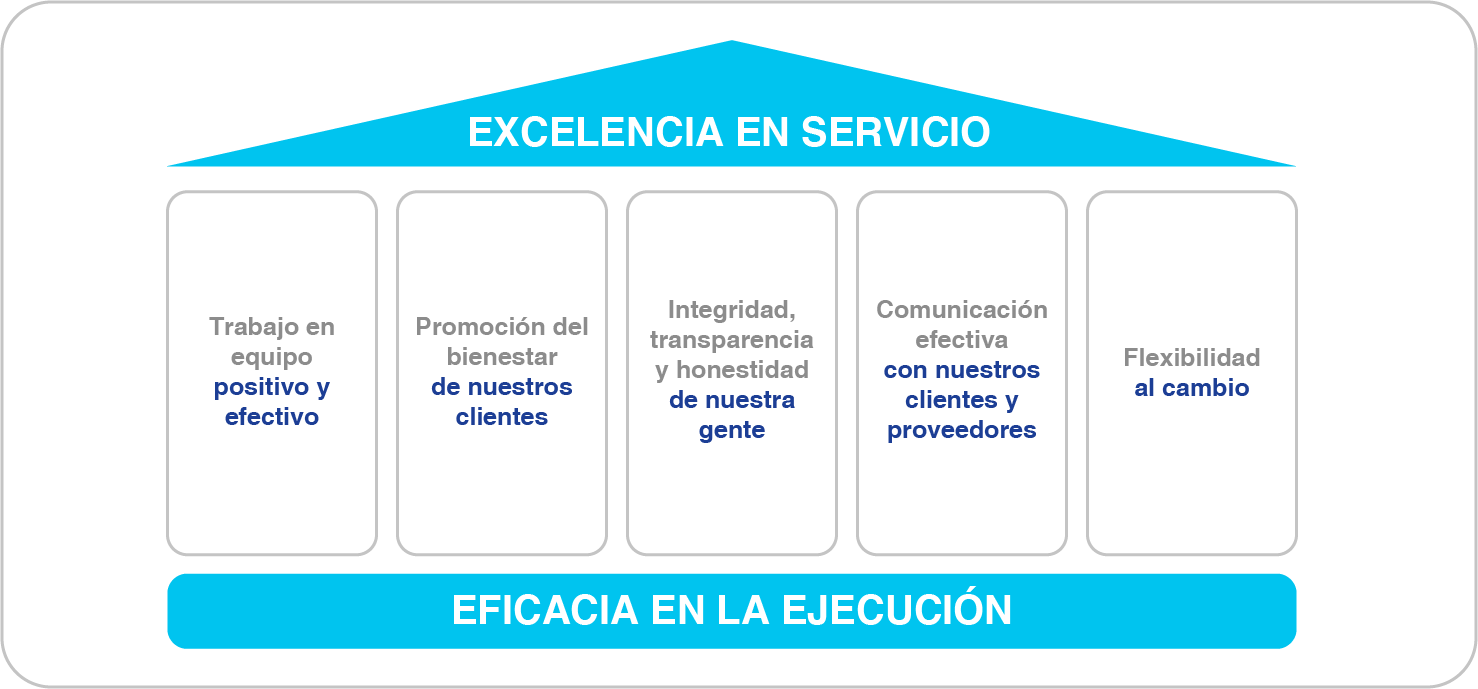 EXCELENCIA EN SERVICIO
Trabajo en
equipo
positivo y
efectivo
Promoción del
bienestar
de nuestros
clientes
Integridad,
transparencia
y honestidad
de nuestra
gente
Comunicación
efectiva
con nuestros
clientes y
proveedores
Flexibilidad
al cambio
EFICACIA EN LA EJECUCIÓN